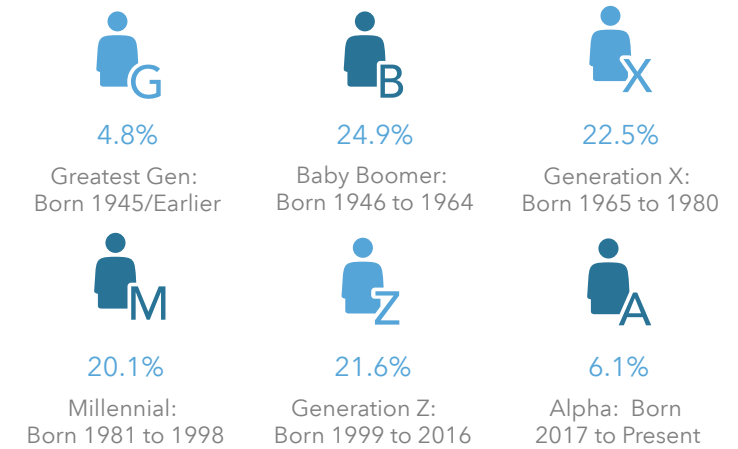 G
B
X
4.8%
24.9%
22.5%
Greatest Gen:
Born 1945/Earlier
Baby Boomer:
Born 1946 to 1964
Generation X:
Born 1965 to 1980
M
Z
A
20.1%
21.6%
6.1%
Millennial:
Born 1981 to 1998
Generation Z:
Born 1999 to 2016
Alpha:  Born
2017 to Present